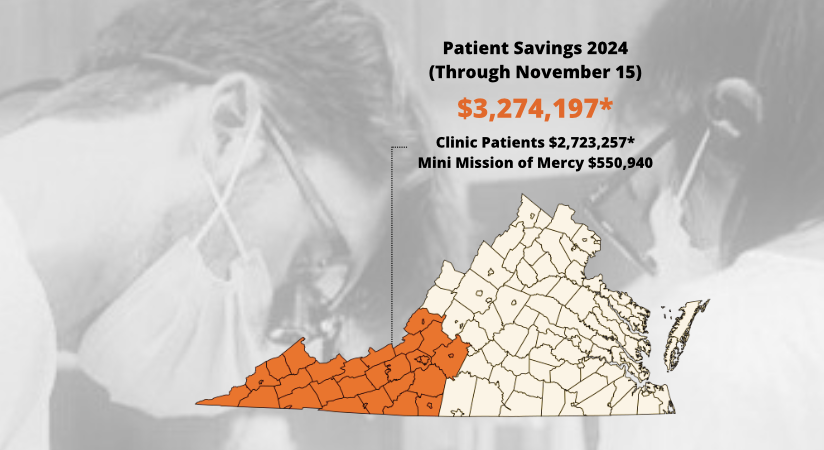 Patient Savings 2024
(Through November 15)
$3,274,197*
Clinic Patients $2,723,257*
Mini Mission of Mercy $550,940